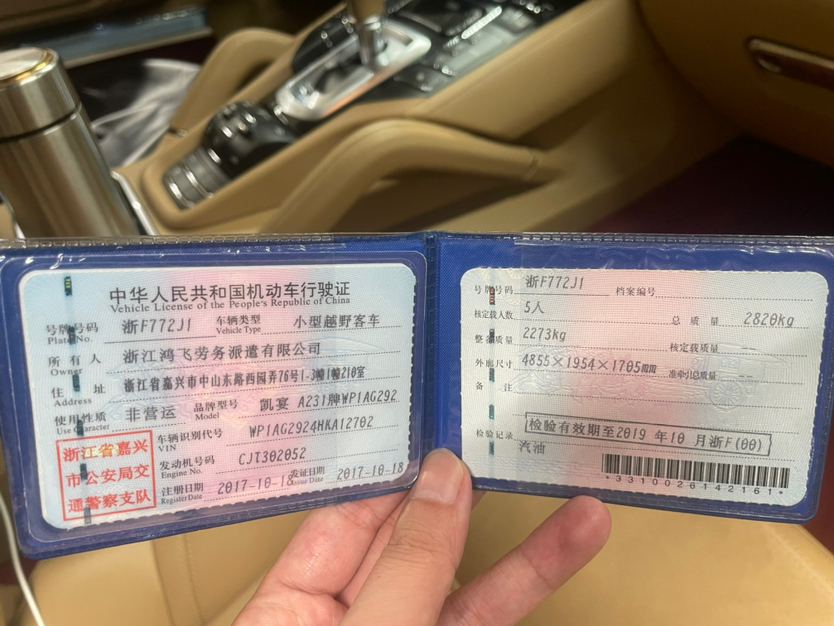 中华人民共和国机动车行驶证
Vehicle License of the People's Republic of China
号牌号码 浙F772J1 车辆类型 小型越野客车
Plate No. Vehicle Type
所有人 浙江鸿飞劳务派遣有限公司
Owner
住址 浙江省嘉兴市中山东路西园弄76号1-3幢1幢210室
Address
使用性质 非营运 品牌型号 凯宴 A231牌WP1AG292
Use Character Model
浙江省嘉兴
市公安局交
通警察支队
车辆识别代号 WP1AG2924HKA12702
VIN
发动机号码 CJT302052
Engine No.
注册日期 2017-10-18 发证日期 2017-10-18
Register Date Issue Date
号牌号码 浙F772J1 档案编号
核定载人数 5人 总质量 2820kg
整备质量 2273kg 核定载质量 --
外廓尺寸 4855×1954×1705mm 准牵引总质量 --
备注
检验有效期至2019年10月浙F(00)
检验记录
汽油
*3310026142161*